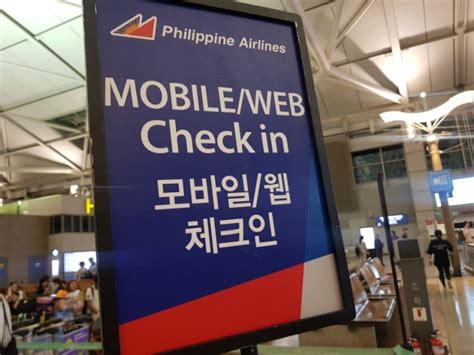 Philippine Airlines
MOBILE/WEB
Check in
모바일/웹
체크인